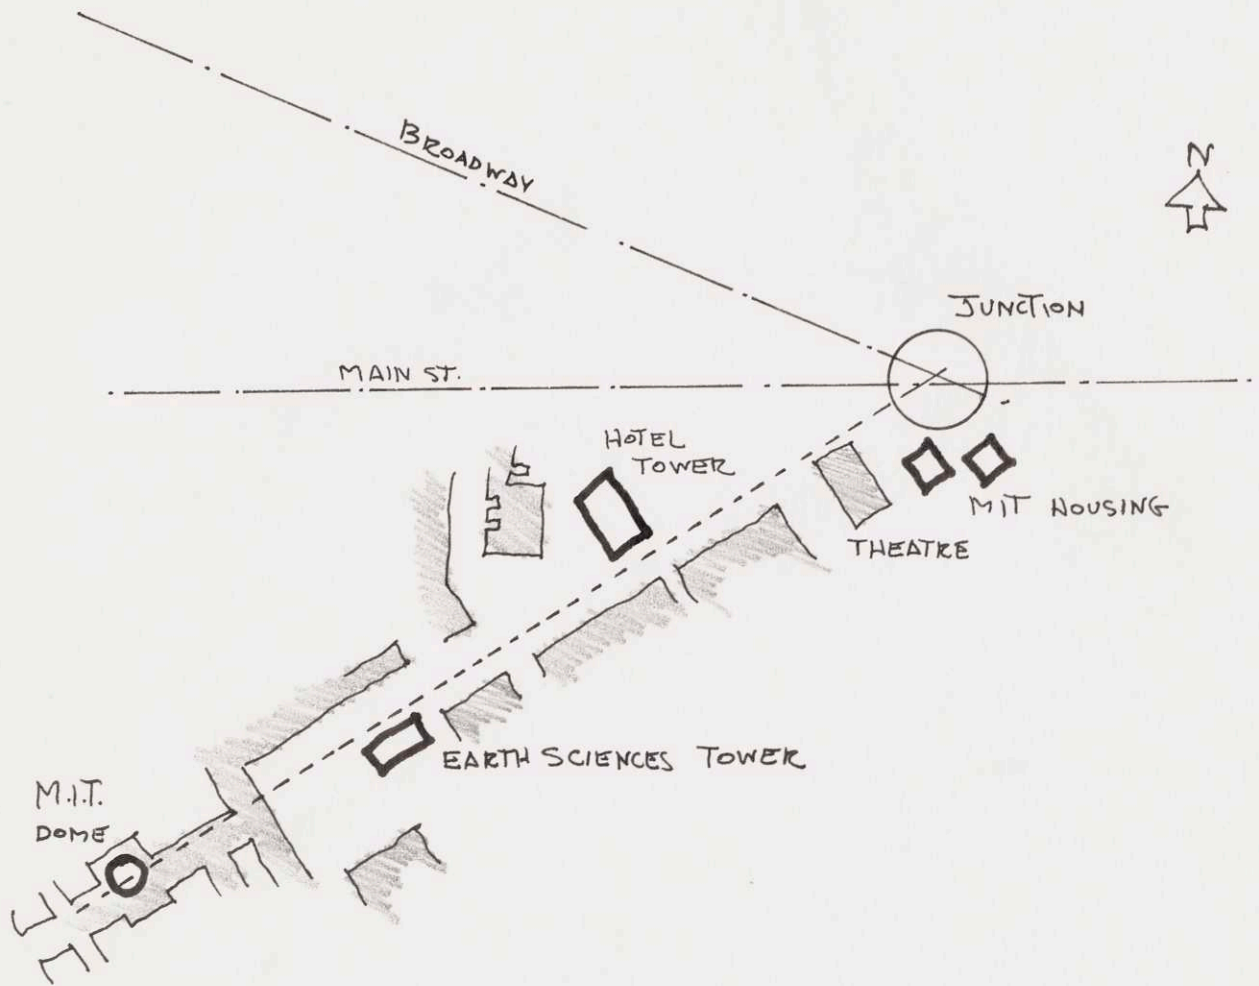 BROADWAY
N
JUNCTION
MAIN ST.
HOTEL
TOWER
MIT HOUSING
THEATRE
EARTH SCIENCES TOWER
M.I.T.
DOME